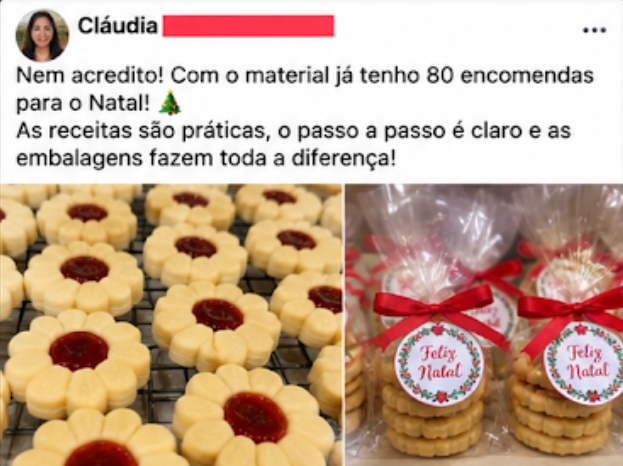 Cláudia
Nem acredito! Com o material já tenho 80 encomendas
para o Natal! 🎄
As receitas são práticas, o passo a passo é claro e as
embalagens fazem toda a diferença!
Feliz
Natal
Feliz
Natal